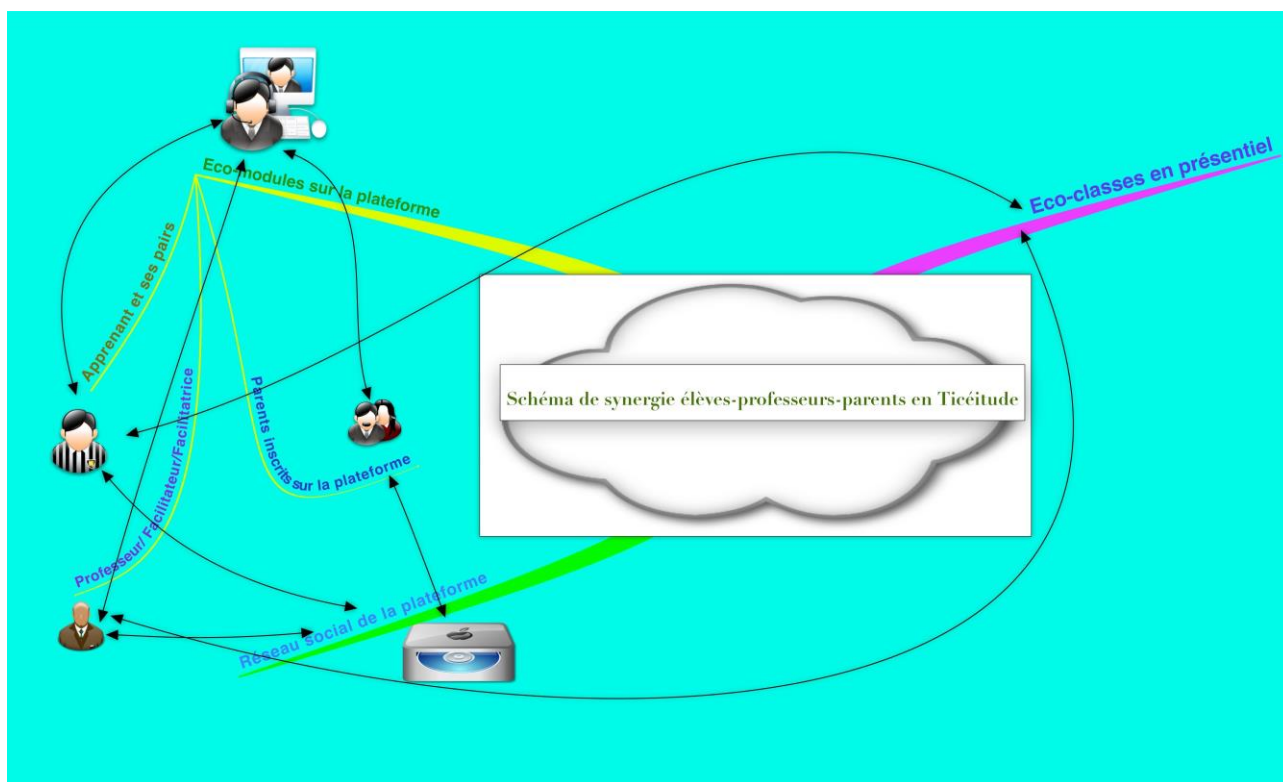 Eco-modules sur la plateforme
Eco-classes en présentiel
Apprenant et ses pairs
Professeur/ Facilitateur/Facilitatrice
Parents inscrits sur la plateforme
Schéma de synergie élèves-professeurs-parents en Ticéitude
Réseau social de la plateforme